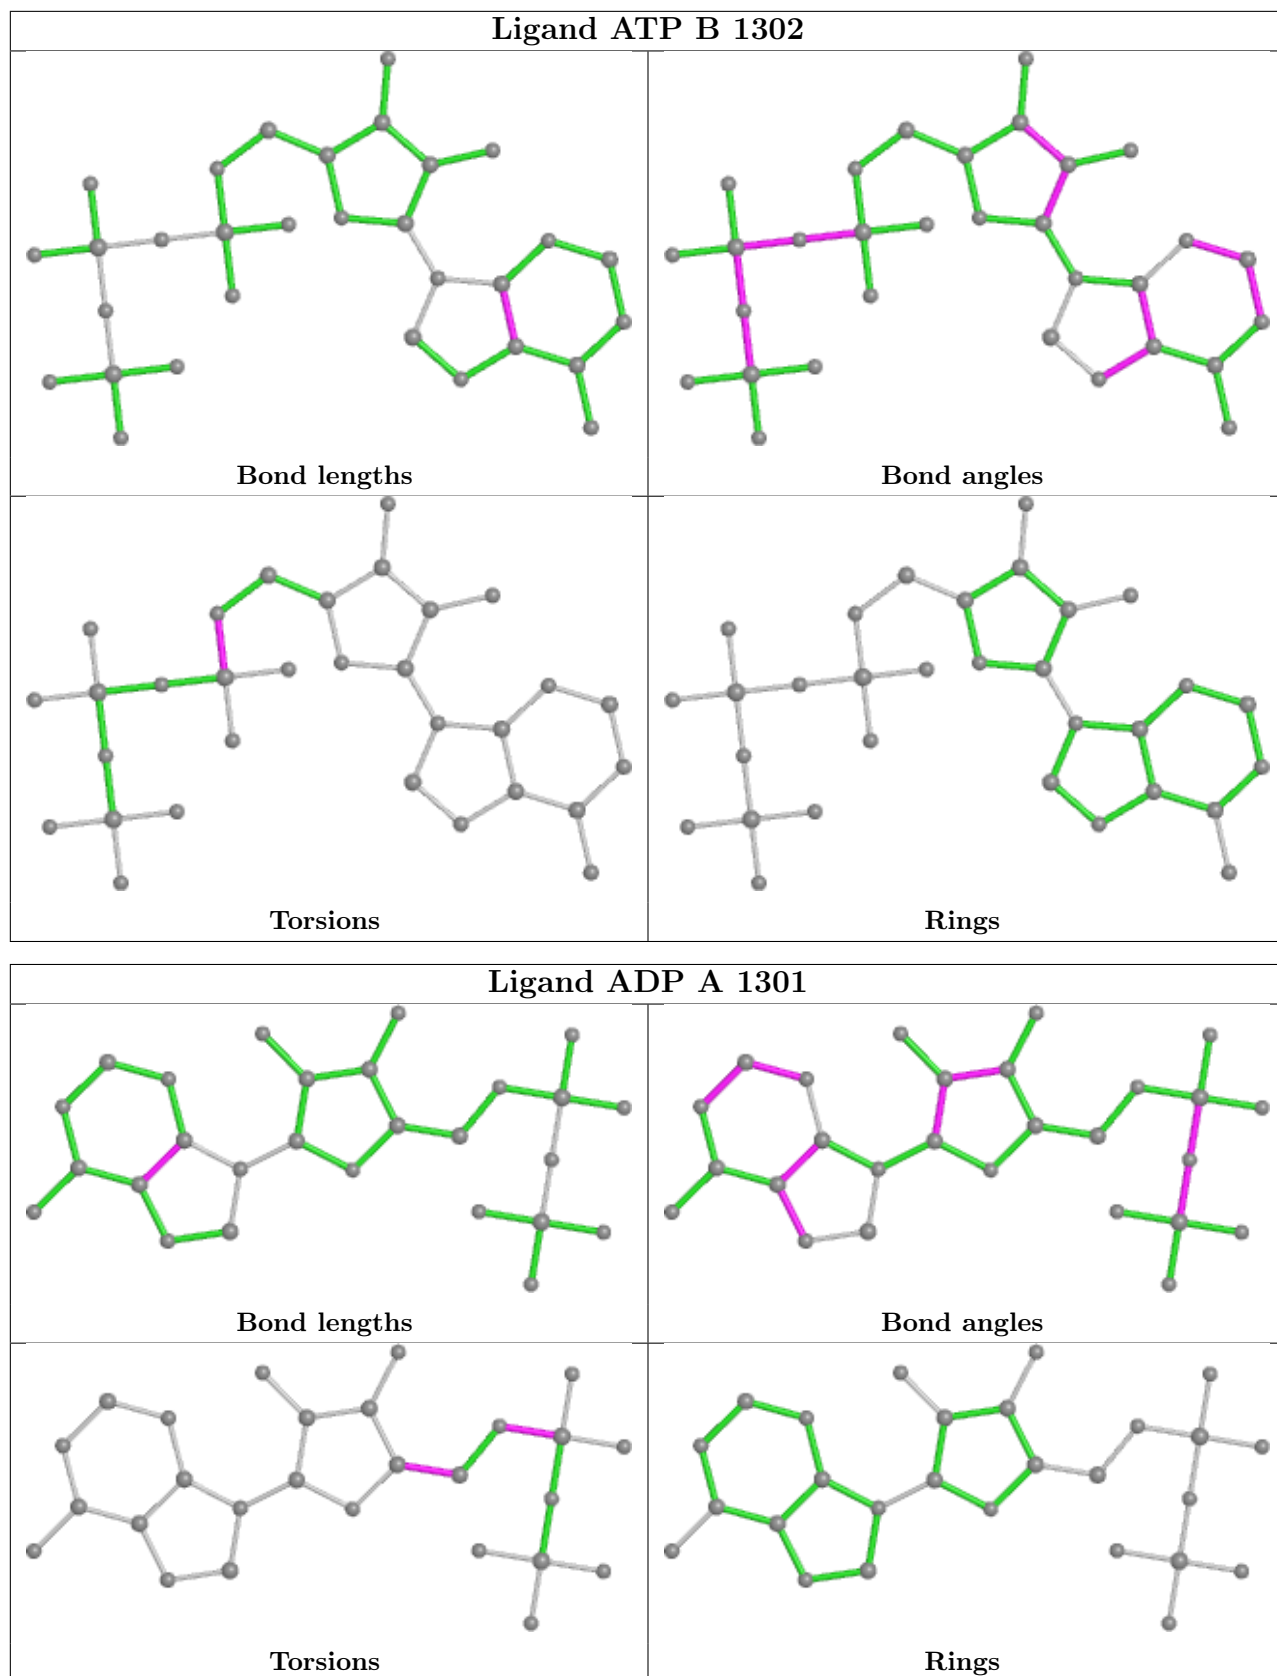 Ligand ATP B 1302
Bond lengths
Bond angles
Torsions
Rings
Ligand ADP A 1301
Bond lengths
Bond angles
Torsions
Rings